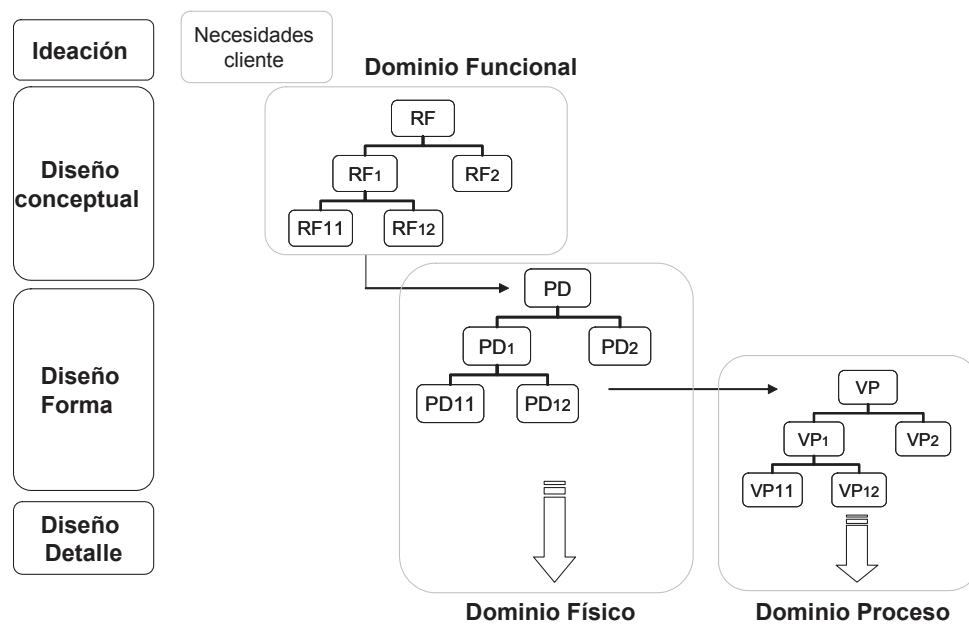 Ideación
Necesidades
cliente
Dominio Funcional
Diseño
conceptual
RF
RF1
RF2
RF11
RF12
Diseño
Forma
PD
PD1
PD2
PD11
PD12
VP
VP1
VP2
VP11
VP12
Diseño
Detalle
Dominio Físico
Dominio Proceso